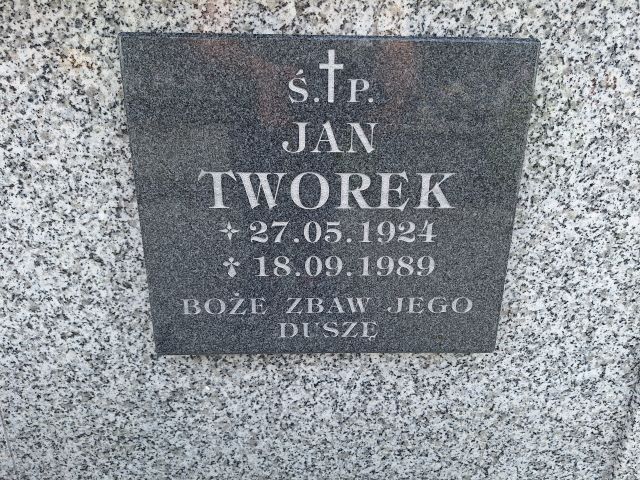 Ś.†P.
JAN
TWOREK
✧ 27.05.1924
✝ 18.09.1989
BOŻE ZBAW JEGO
DUSZĘ